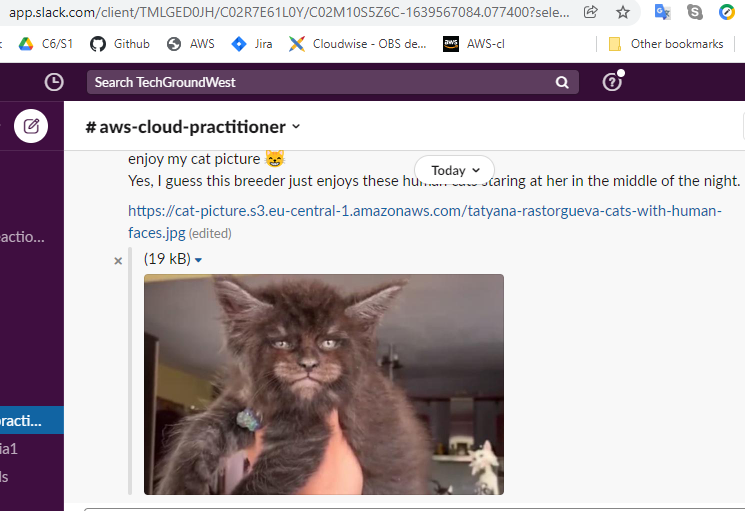 app.slack.com/client/TMLGED0JH/C02R7E61L0Y/C02M10S5Z6C-1639567084.077400?sele...
C6/S1 Github AWS Jira Cloudwise - OBS de... aws AWS-cl Other bookmarks
Search TechGroundWest
# aws-cloud-practitioner
enjoy my cat picture
Today
Yes, I guess this breeder just enjoys these human cats staring at her in the middle of the night.
https://cat-picture.s3.eu-central-1.amazonaws.com/tatyana-rastorgueva-cats-with-human-
faces.jpg (edited)
eactio...
(19 kB)
racti...
ia1
ls